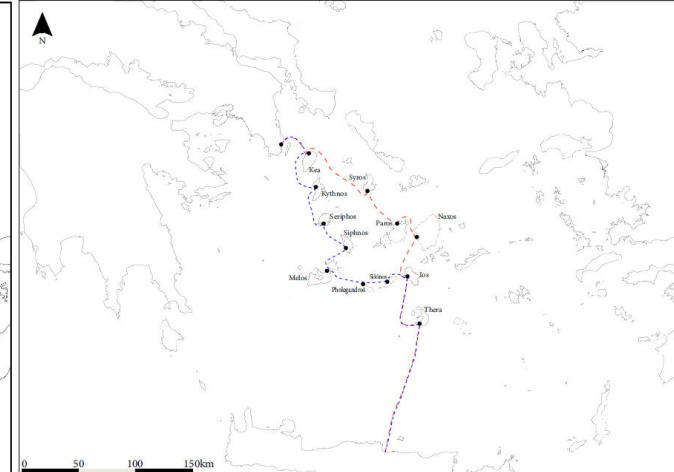 N
Kea
Kythnos
Syros
Seriphos
Paros
Naxos
Siphnos
Melos
Pholegandros
Sikinos
Ios
Thera
0 50 100 150km